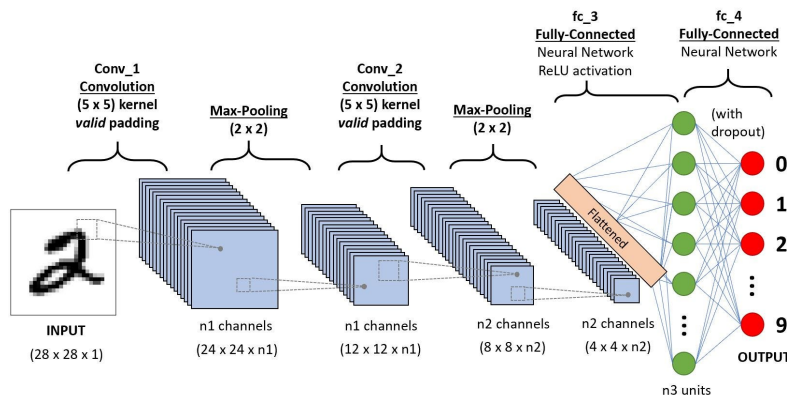 fc_3
Fully-Connected
Neural Network
ReLU activation
fc_4
Fully-Connected
Neural Network
Conv_1
Convolution
(5 x 5) kernel
valid padding
Max-Pooling
(2 x 2)
Conv_2
Convolution
(5 x 5) kernel
valid padding
Max-Pooling
(2 x 2)
(with
dropout)
Flattened
0
1
2
9
INPUT
(28 x 28 x 1)
n1 channels
(24 x 24 x n1)
n1 channels
(12 x 12 x n1)
n2 channels
(8 x 8 x n2)
n2 channels
(4 x 4 x n2)
OUTPUT
n3 units
2